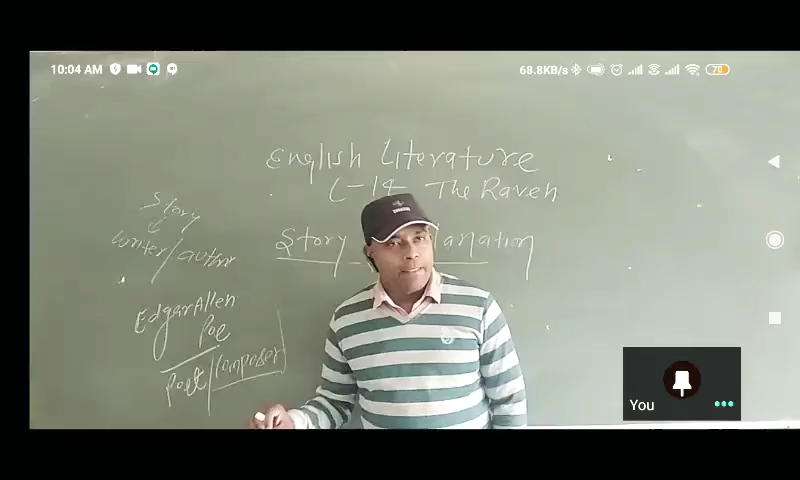 10:04 AM
68.8KB/s
70
English Literature
L-14 The Raven
Story
writer/author
Story lanation
Edgar Allen
Poe
Poet/Composer
You